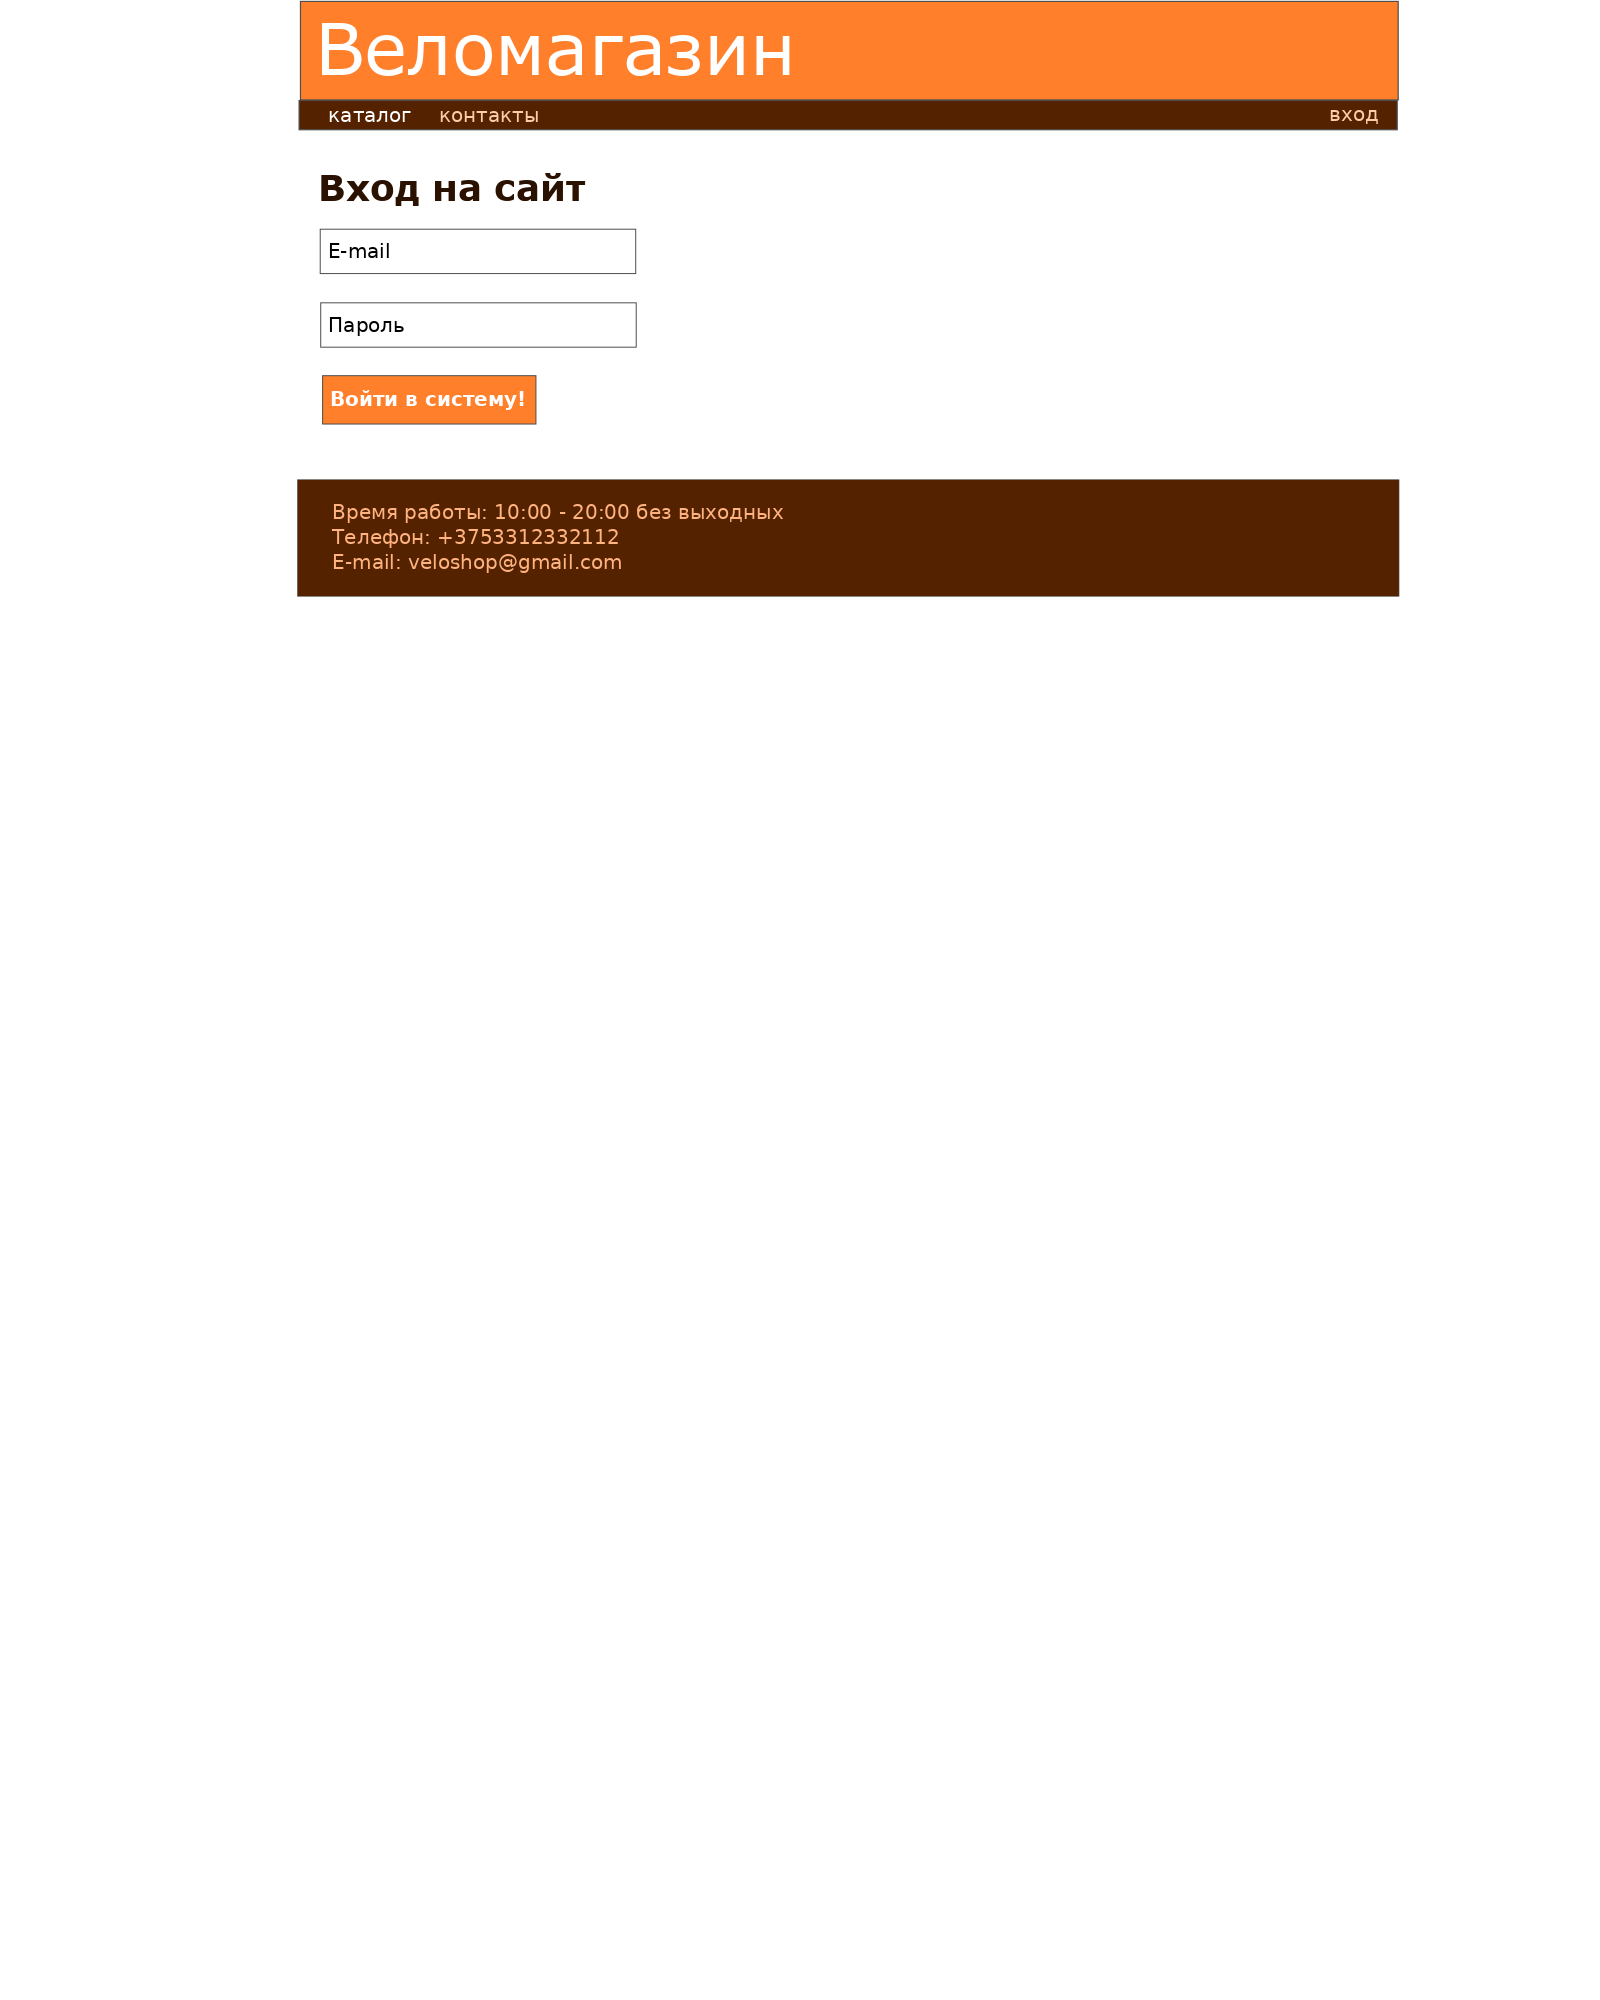 Веломагазин
каталог контакты вход
Вход на сайт
E-mail
Пароль
Войти в систему!
Время работы: 10:00 - 20:00 без выходных
Телефон: +3753312332112
E-mail: veloshop@gmail.com